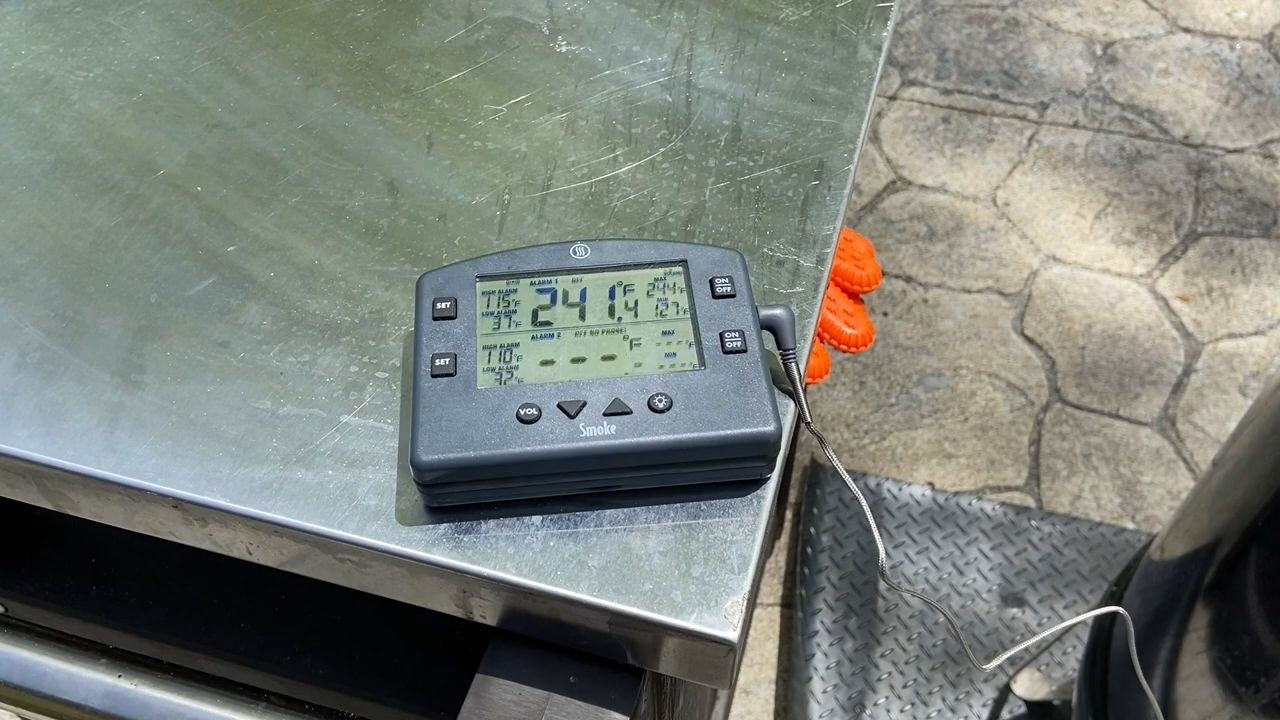 ALARM 1 OFF MAX
HIGH ALARM
115°F
LOW ALARM
37°F
241.4°F
244°F
MIN
127°F
ALARM 2 OFF NO PROBE! MAX
HIGH ALARM
110°F
LOW ALARM
32°F
- - -.- °F
- - -°F
MIN
- - -°F
SET
SET
ON
OFF
ON
OFF
VOL
Smoke